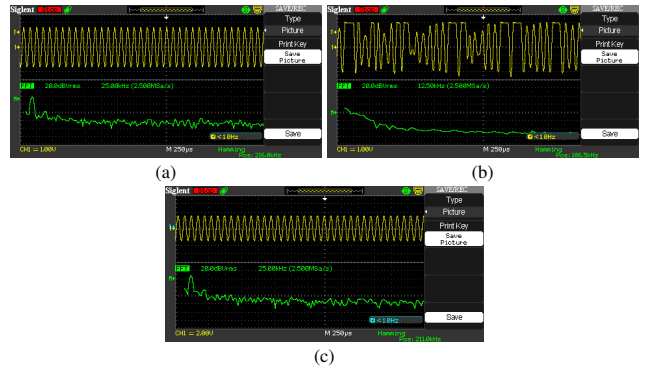 Siglent Stop SAVE/REC
Type
Picture
Print Key
Save
Picture
FFT 20.0dBVrms 25.00kHz (2.500MSa/s)
Save
<10Hz
CH1 1.00V M 250μs Hamming
Pos: 216.0kHz
(a)
Siglent Stop SAVE/REC
Type
Picture
Print Key
Save
Picture
FFT 20.0dBVrms 12.50kHz (2.500MSa/s)
Save
<10Hz
CH1 1.00V M 250μs Hamming
Pos: 106.5kHz
(b)
Siglent Stop SAVE/REC
Type
Picture
Print Key
Save
Picture
FFT 20.0dBVrms 25.00kHz (2.500MSa/s)
Save
<10Hz
CH1 2.00V M 250μs Hamming
Pos: 211.0kHz
(c)